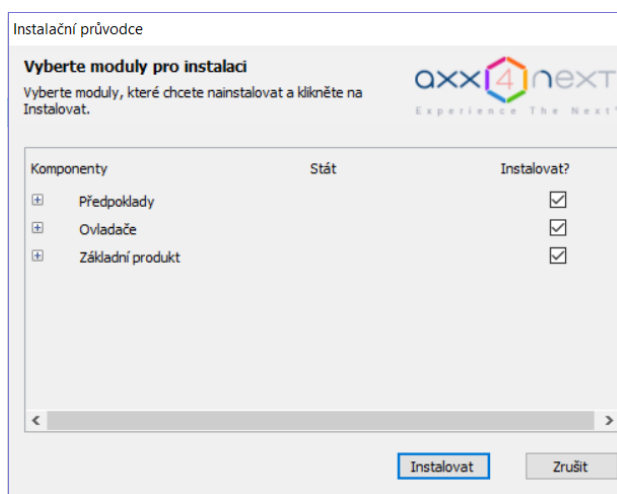 Instalační průvodce
Vyberte moduly pro instalaci
Vyberte moduly, které chcete nainstalovat a klikněte na
Instalovat.
axx4next
Experience The Next
Komponenty Stát Instalovat?
Předpoklady
Ovladače
Základní produkt
Instalovat Zrušit